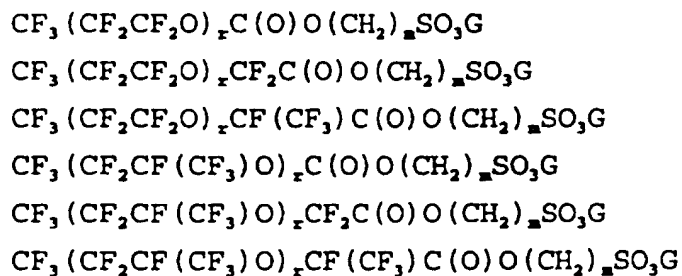 CF₃(CF₂CF₂O)ᵣC(O)O(CH₂)ₘSO₃G
CF₃(CF₂CF₂O)ᵣCF₂C(O)O(CH₂)ₘSO₃G
CF₃(CF₂CF₂O)ᵣCF(CF₃)C(O)O(CH₂)ₘSO₃G
CF₃(CF₂CF(CF₃)O)ᵣC(O)O(CH₂)ₘSO₃G
CF₃(CF₂CF(CF₃)O)ᵣCF₂C(O)O(CH₂)ₘSO₃G
CF₃(CF₂CF(CF₃)O)ᵣCF(CF₃)C(O)O(CH₂)ₘSO₃G